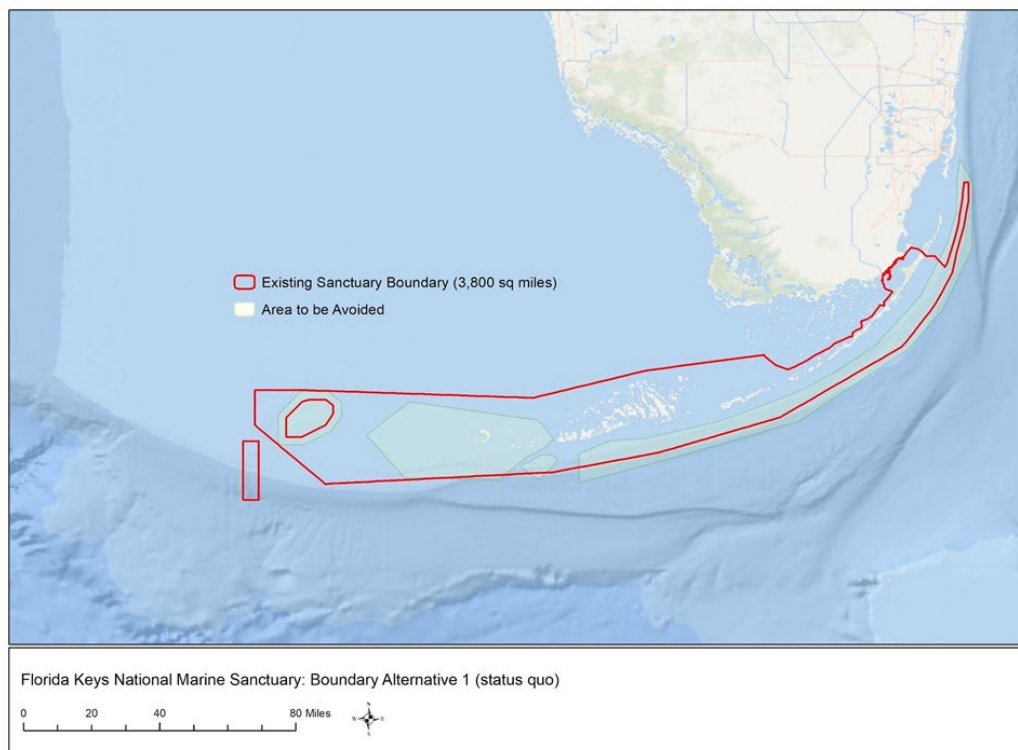 Existing Sanctuary Boundary (3,800 sq miles)
Area to be Avoided
Florida Keys National Marine Sanctuary: Boundary Alternative 1 (status quo)
0 20 40 80 Miles
N
W E
S